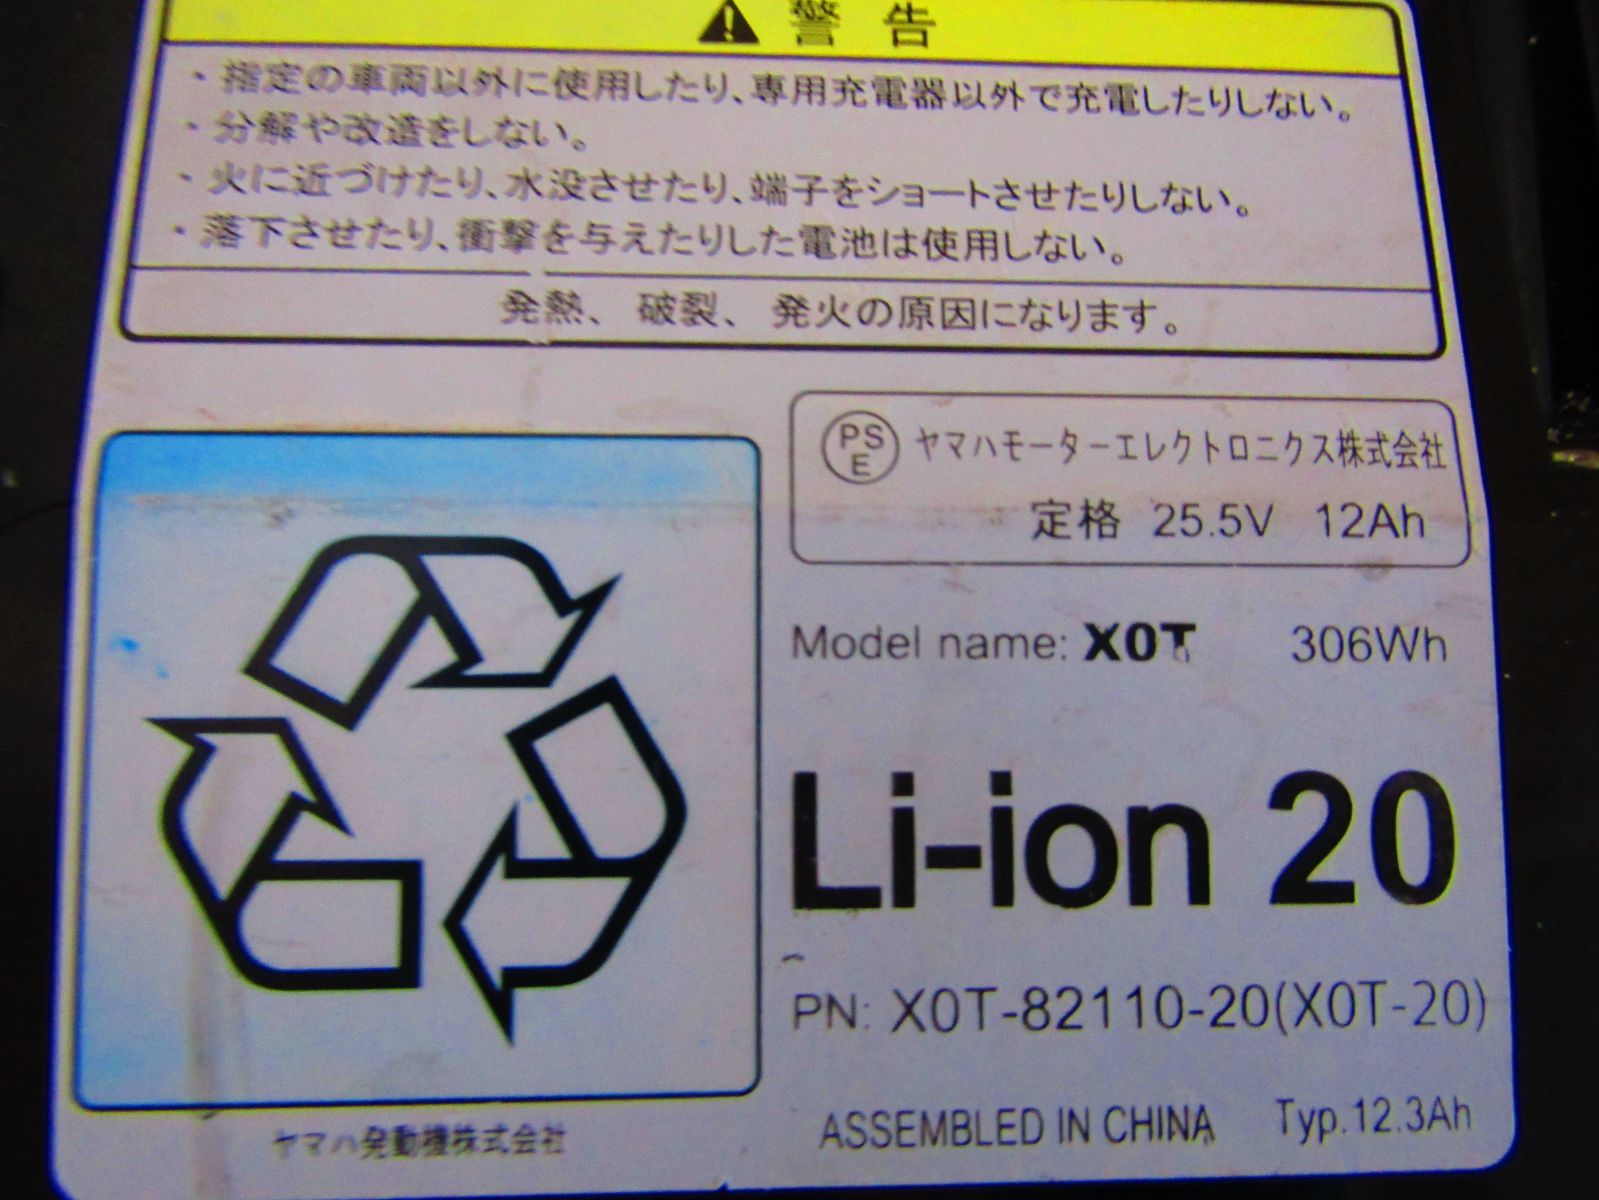 警告
・指定の車両以外に使用したり、専用充電器以外で充電したりしない。
・分解や改造をしない。
・火に近づけたり、水没させたり、端子をショートさせたりしない。
・落下させたり、衝撃を与えたりした電池は使用しない。
発熱、破裂、発火の原因になります。
PSE ヤマハモーターエレクトロニクス株式会社
定格 25.5V 12Ah
Model name: X0T 306Wh
Li-ion 20
PN: X0T-82110-20(X0T-20)
ASSEMBLED IN CHINA Typ.12.3Ah
ヤマハ発動機株式会社